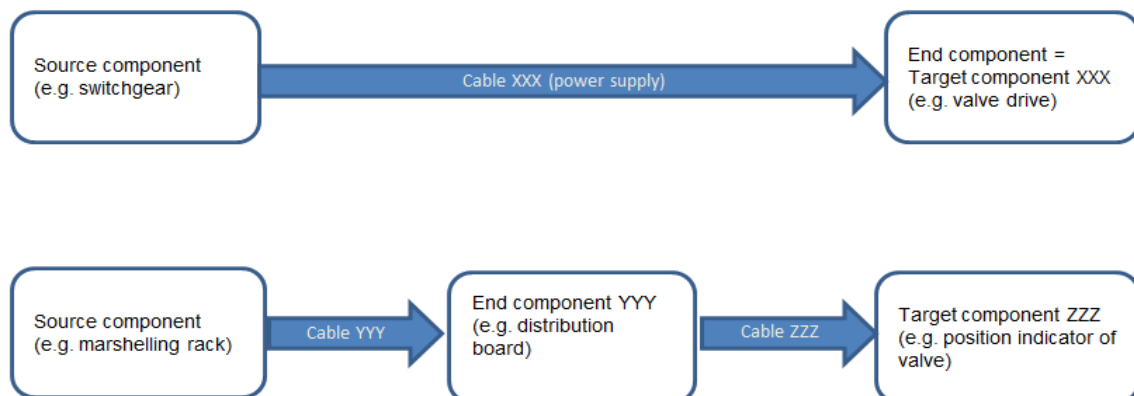 Source component
(e.g. switchgear)
Cable XXX (power supply)
End component =
Target component XXX
(e.g. valve drive)
Source component
(e.g. marshelling rack)
Cable YYY
End component YYY
(e.g. distribution
board)
Cable ZZZ
Target component ZZZ
(e.g. position indicator of
valve)